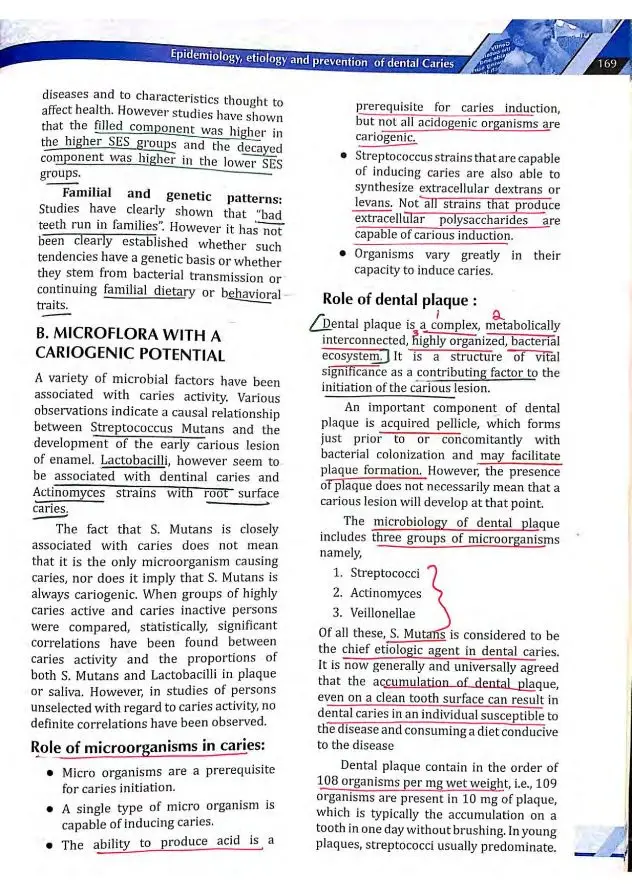 Epidemiology, etiology and prevention of dental Caries
169
diseases and to characteristics thought to
affect health. However studies have shown
that the filled component was higher in
the higher SES groups and the decayed
component was higher in the lower SES
groups.
Familial and genetic patterns:
Studies have clearly shown that “bad
teeth run in families”. However it has not
been clearly established whether such
tendencies have a genetic basis or whether
they stem from bacterial transmission or
continuing familial dietary or behavioral
traits.
B. MICROFLORA WITH A
CARIOGENIC POTENTIAL
A variety of microbial factors have been
associated with caries activity. Various
observations indicate a causal relationship
between Streptococcus Mutans and the
development of the early carious lesion
of enamel. Lactobacilli, however seem to
be associated with dentinal caries and
Actinomyces strains with root surface
caries.
The fact that S. Mutans is closely
associated with caries does not mean
that it is the only microorganism causing
caries, nor does it imply that S. Mutans is
always cariogenic. When groups of highly
caries active and caries inactive persons
were compared, statistically, significant
correlations have been found between
caries activity and the proportions of
both S. Mutans and Lactobacilli in plaque
or saliva. However, in studies of persons
unselected with regard to caries activity, no
definite correlations have been observed.
Role of microorganisms in caries:
• Micro organisms are a prerequisite
for caries initiation.
• A single type of micro organism is
capable of inducing caries.
• The ability to produce acid is a
prerequisite for caries induction,
but not all acidogenic organisms are
cariogenic.
• Streptococcus strains that are capable
of inducing caries are also able to
synthesize extracellular dextrans or
levans. Not all strains that produce
extracellular polysaccharides are
capable of carious induction.
• Organisms vary greatly in their
capacity to induce caries.
Role of dental plaque :
1 2
Dental plaque is a complex, metabolically
3
interconnected, highly organized, bacterial
ecosystem. It is a structure of vital
significance as a contributing factor to the
initiation of the carious lesion.
An important component of dental
plaque is acquired pellicle, which forms
just prior to or concomitantly with
bacterial colonization and may facilitate
plaque formation. However, the presence
of plaque does not necessarily mean that a
carious lesion will develop at that point.
The microbiology of dental plaque
includes three groups of microorganisms
namely,
1. Streptococci
2. Actinomyces
3. Veillonellae
Of all these, S. Mutans is considered to be
the chief etiologic agent in dental caries.
It is now generally and universally agreed
that the accumulation of dental plaque,
even on a clean tooth surface can result in
dental caries in an individual susceptible to
the disease and consuming a diet conducive
to the disease
Dental plaque contain in the order of
108 organisms per mg wet weight, i.e., 109
organisms are present in 10 mg of plaque,
which is typically the accumulation on a
tooth in one day without brushing. In young
plaques, streptococci usually predominate.